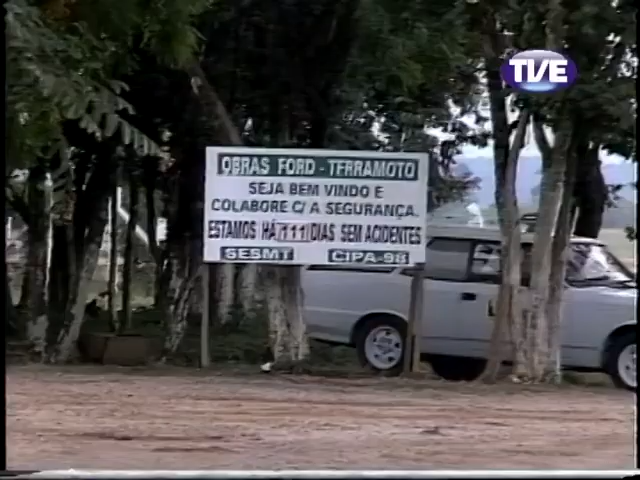 TVE
OBRAS FORD - TERRAMOTO
SEJA BEM VINDO E
COLABORE C/ A SEGURANÇA.
ESTAMOS HÁ 111 DIAS SEM ACIDENTES
SESMT CIPA-98